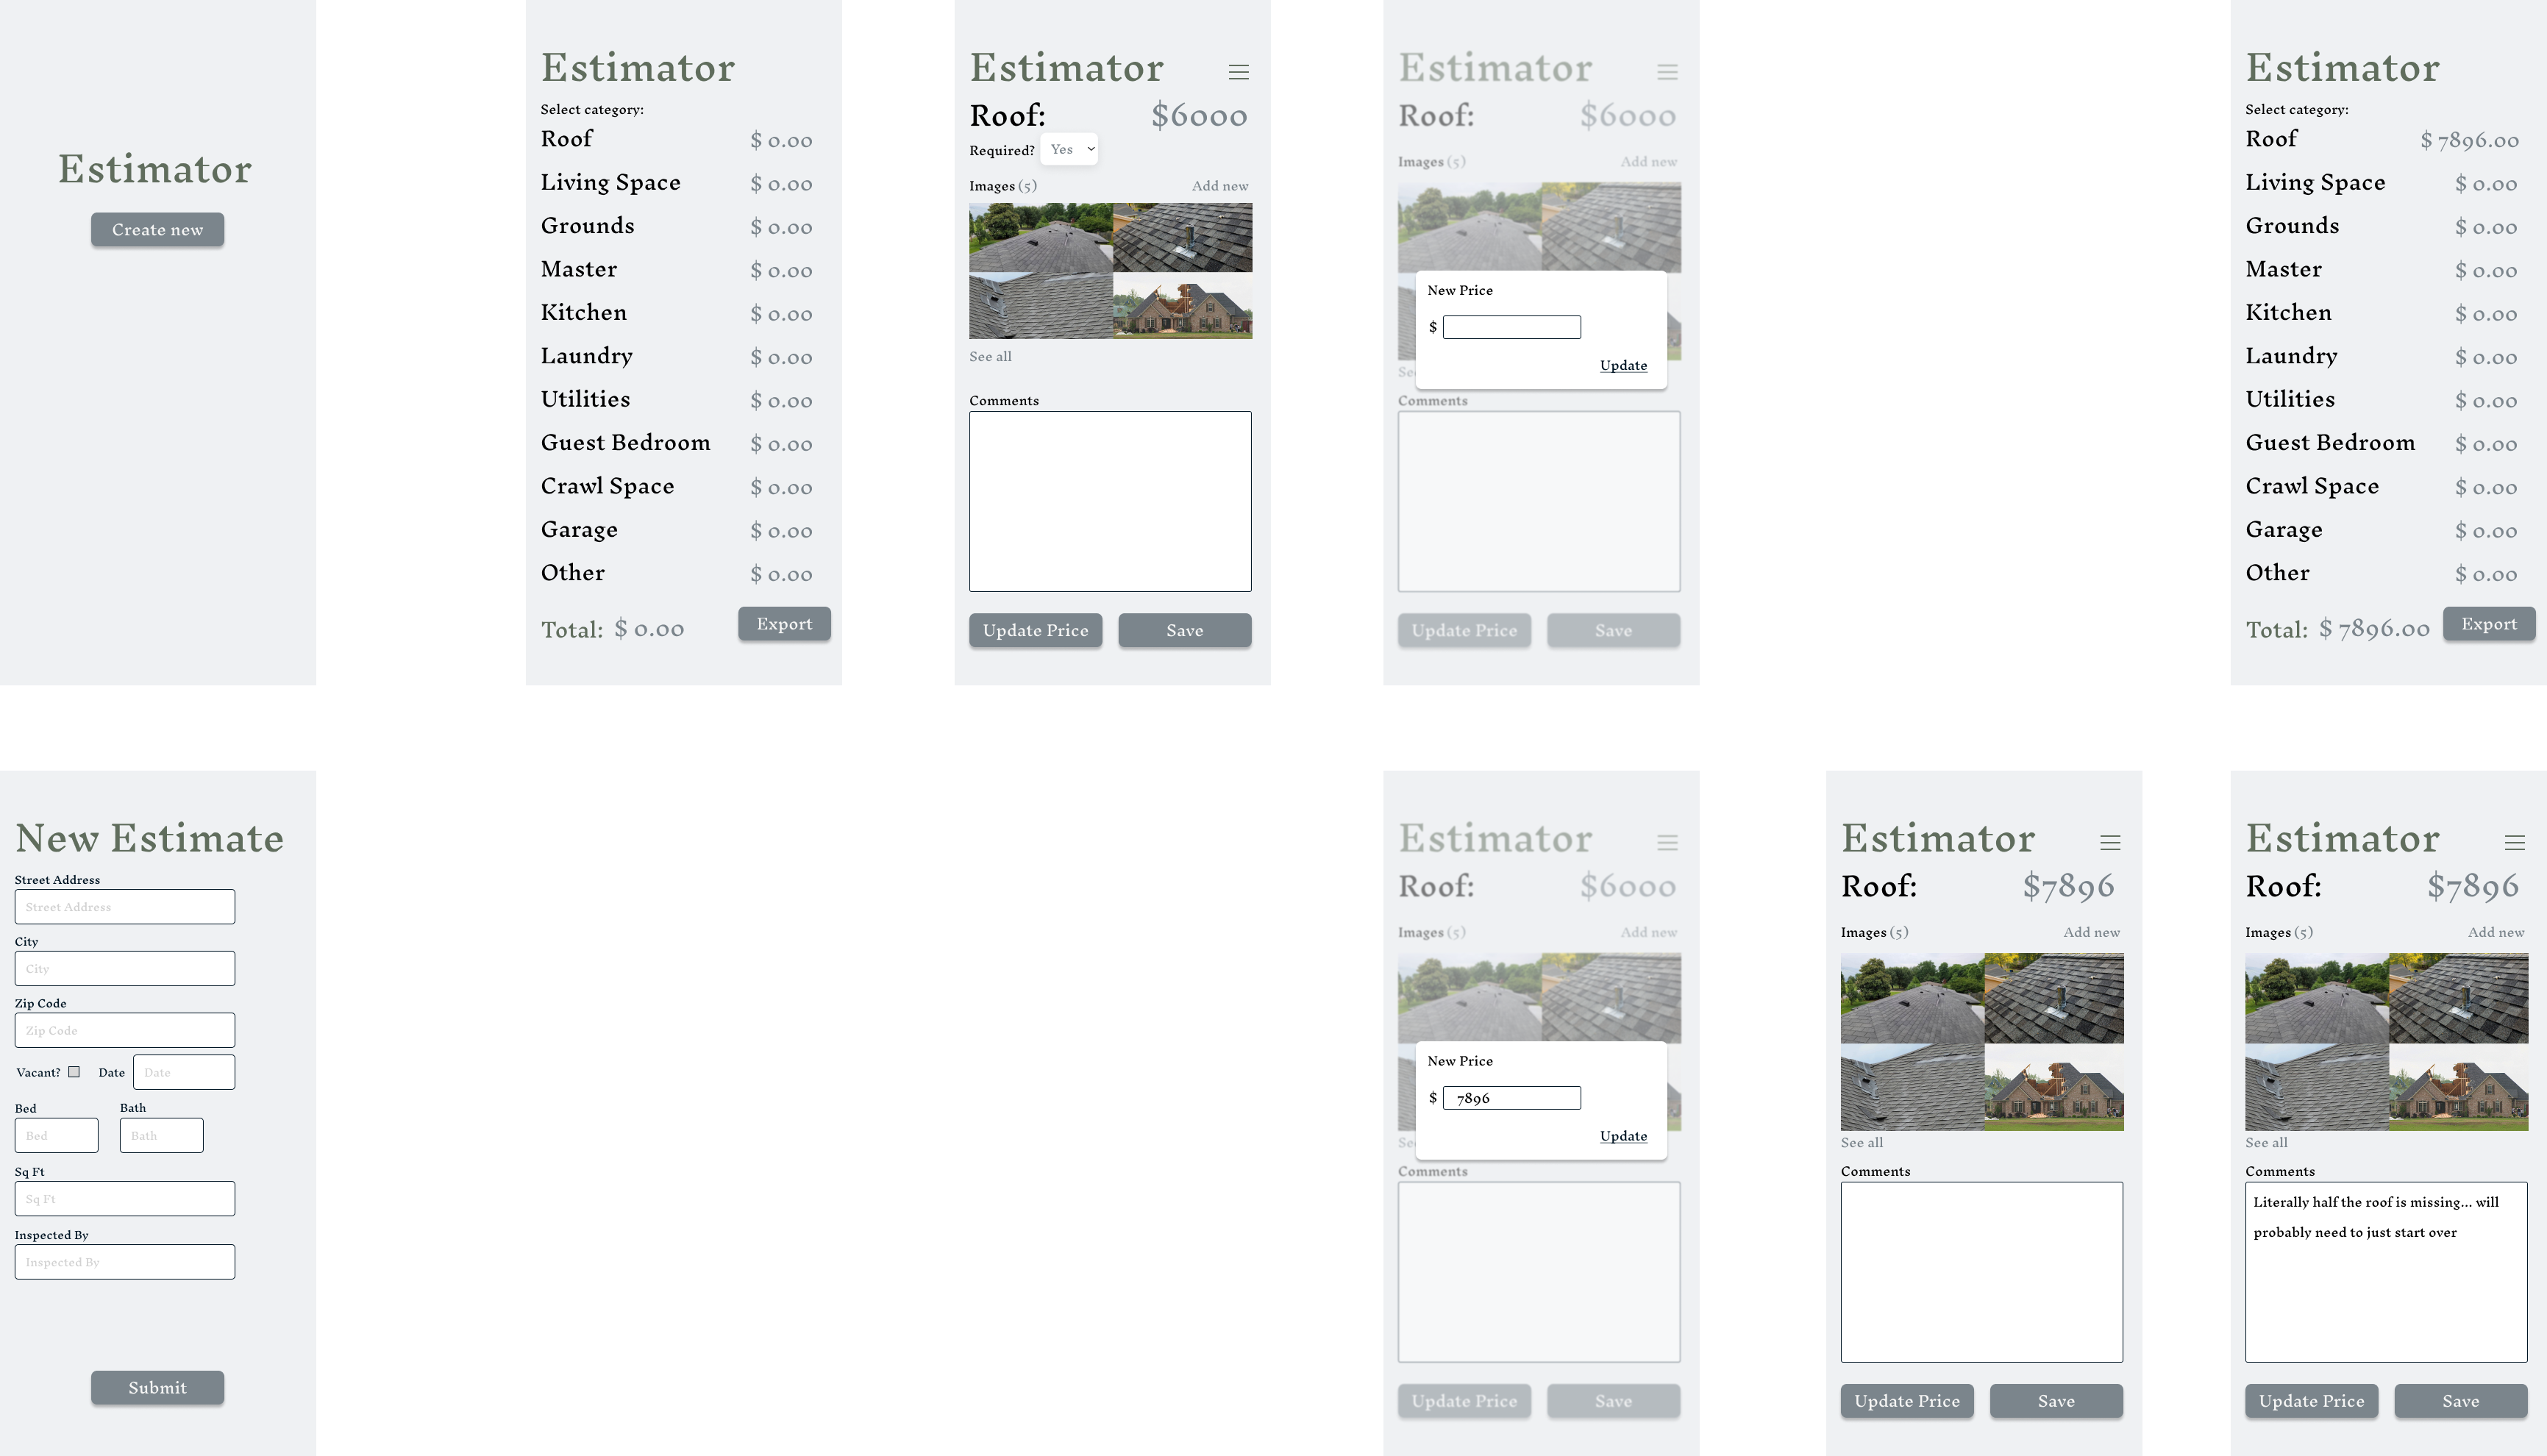 Estimator
Create new
Estimator
Select category:
Roof $ 0.00
Living Space $ 0.00
Grounds $ 0.00
Master $ 0.00
Kitchen $ 0.00
Laundry $ 0.00
Utilities $ 0.00
Guest Bedroom $ 0.00
Crawl Space $ 0.00
Garage $ 0.00
Other $ 0.00
Total: $ 0.00 Export
Estimator
Roof: $6000
Required? Yes
Images (5) Add new
See all
Comments
Update Price Save
Estimator
Roof: $6000
Images (5) Add new
New Price
$
Update
Se
Comments
Update Price Save
Estimator
Select category:
Roof $ 7896.00
Living Space $ 0.00
Grounds $ 0.00
Master $ 0.00
Kitchen $ 0.00
Laundry $ 0.00
Utilities $ 0.00
Guest Bedroom $ 0.00
Crawl Space $ 0.00
Garage $ 0.00
Other $ 0.00
Total: $ 7896.00 Export
New Estimate
Street Address
Street Address
City
City
Zip Code
Zip Code
Vacant? Date Date
Bed Bath
Bed Bath
Sq Ft
Sq Ft
Inspected By
Inspected By
Submit
Estimator
Roof: $6000
Images (5) Add new
New Price
$ 7896
Update
Se
Comments
Update Price Save
Estimator
Roof: $7896
Images (5) Add new
See all
Comments
Update Price Save
Estimator
Roof: $7896
Images (5) Add new
See all
Comments
Literally half the roof is missing... will
probably need to just start over
Update Price Save